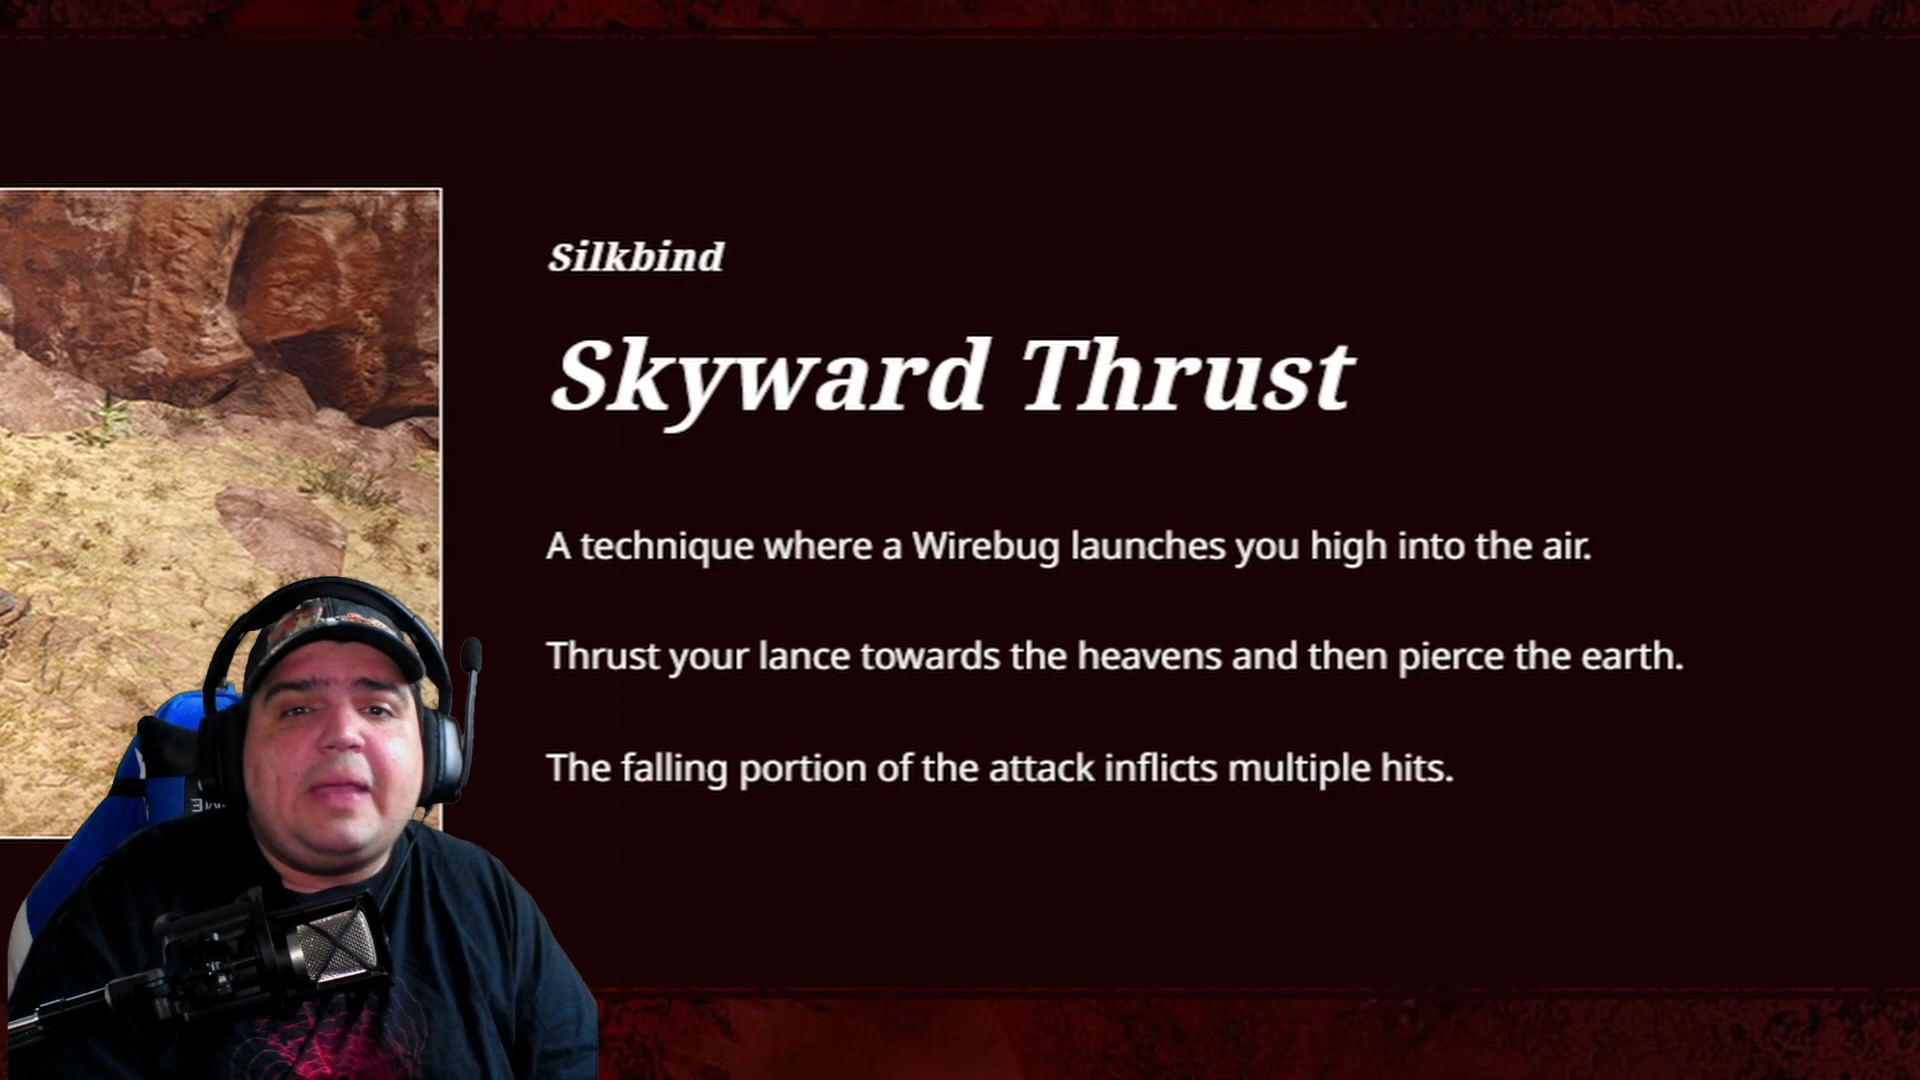 Silkbind
Skyward Thrust
A technique where a Wirebug launches you high into the air.
Thrust your lance towards the heavens and then pierce the earth.
The falling portion of the attack inflicts multiple hits.